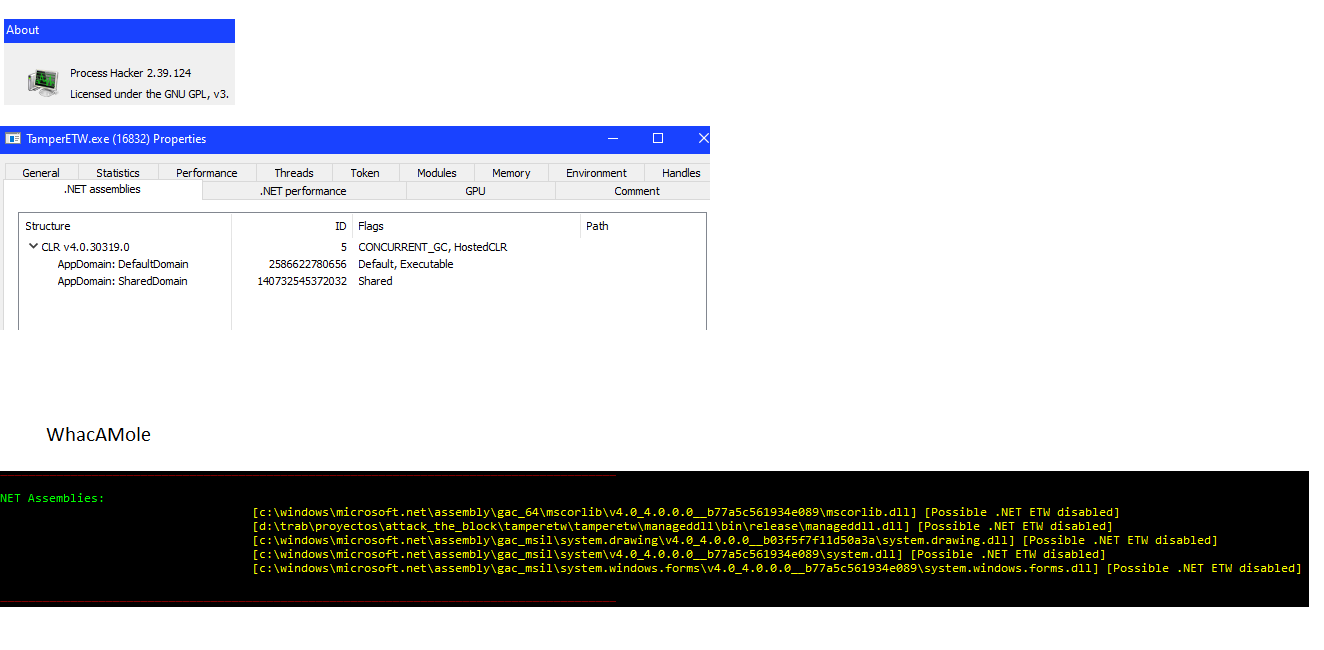 About
Process Hacker 2.39.124
Licensed under the GNU GPL, v3.
TamperETW.exe (16832) Properties
General Statistics Performance Threads Token Modules Memory Environment Handles
.NET assemblies .NET performance GPU Comment
Structure ID Flags Path
CLR v4.0.30319.0 5 CONCURRENT_GC, HostedCLR
AppDomain: DefaultDomain 2586622780656 Default, Executable
AppDomain: SharedDomain 140732545372032 Shared
WhacAMole
NET Assemblies:
[c:\windows\microsoft.net\assembly\gac_64\mscorlib\v4.0_4.0.0.0__b77a5c561934e089\mscorlib.dll] [Possible .NET ETW disabled]
[d:\trab\proyectos\attack_the_block\tamperetw\tamperetw\manageddll\bin\release\manageddll.dll] [Possible .NET ETW disabled]
[c:\windows\microsoft.net\assembly\gac_msil\system.drawing\v4.0_4.0.0.0__b03f5f7f11d50a3a\system.drawing.dll] [Possible .NET ETW disabled]
[c:\windows\microsoft.net\assembly\gac_msil\system\v4.0_4.0.0.0__b77a5c561934e089\system.dll] [Possible .NET ETW disabled]
[c:\windows\microsoft.net\assembly\gac_msil\system.windows.forms\v4.0_4.0.0.0__b77a5c561934e089\system.windows.forms.dll] [Possible .NET ETW disabled]